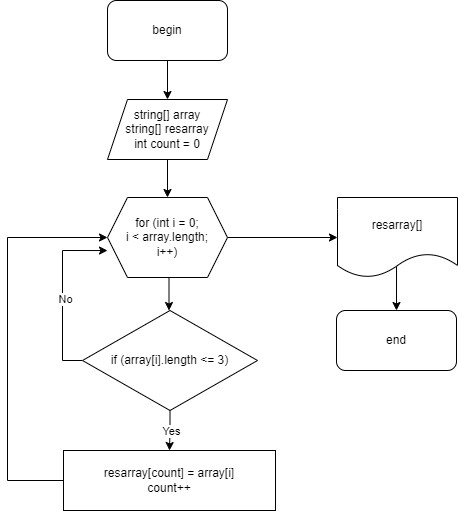 begin
string[] array
string[] resarray
int count = 0
for (int i = 0;
i < array.length;
i++)
resarray[]
No
end
if (array[i].length <= 3)
Yes
resarray[count] = array[i]
count++